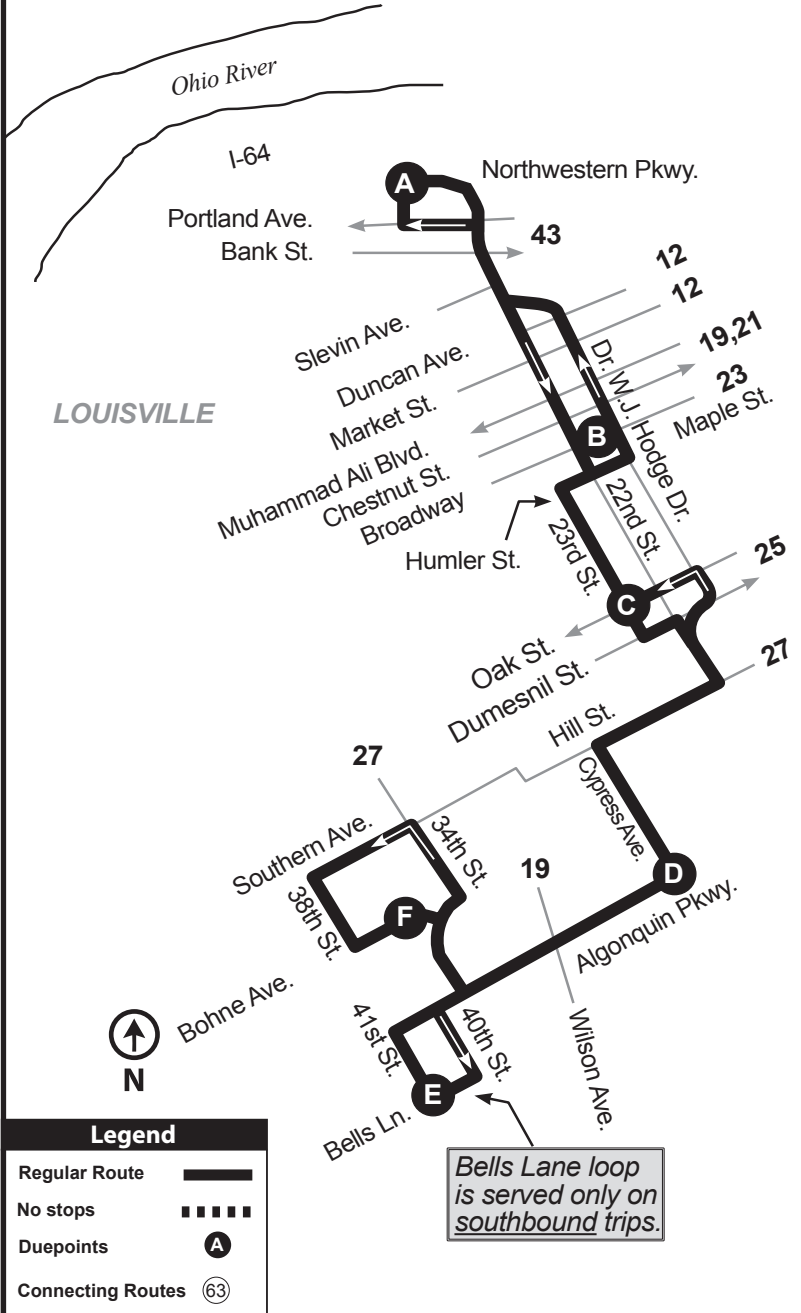 Ohio River
I-64
A
Northwestern Pkwy.
Portland Ave.
Bank St.
43
12
12
Slevin Ave.
Duncan Ave.
19,21
Market St.
23
LOUISVILLE
Dr. W.J. Hodge Dr.
Maple St.
B
Muhammad Ali Blvd.
Chestnut St.
Broadway
22nd St.
Humler St.
23rd St.
25
C
Oak St.
Dumesnil St.
27
Hill St.
27
Cypress Ave.
Southern Ave.
34th St.
19
D
38th St.
F
Algonquin Pkwy.
Bohne Ave.
41st St.
40th St.
Wilson Ave.
N
E
Bells Ln.
Legend
Regular Route
No stops
Duepoints A
Connecting Routes 63
Bells Lane loop
is served only on
southbound trips.